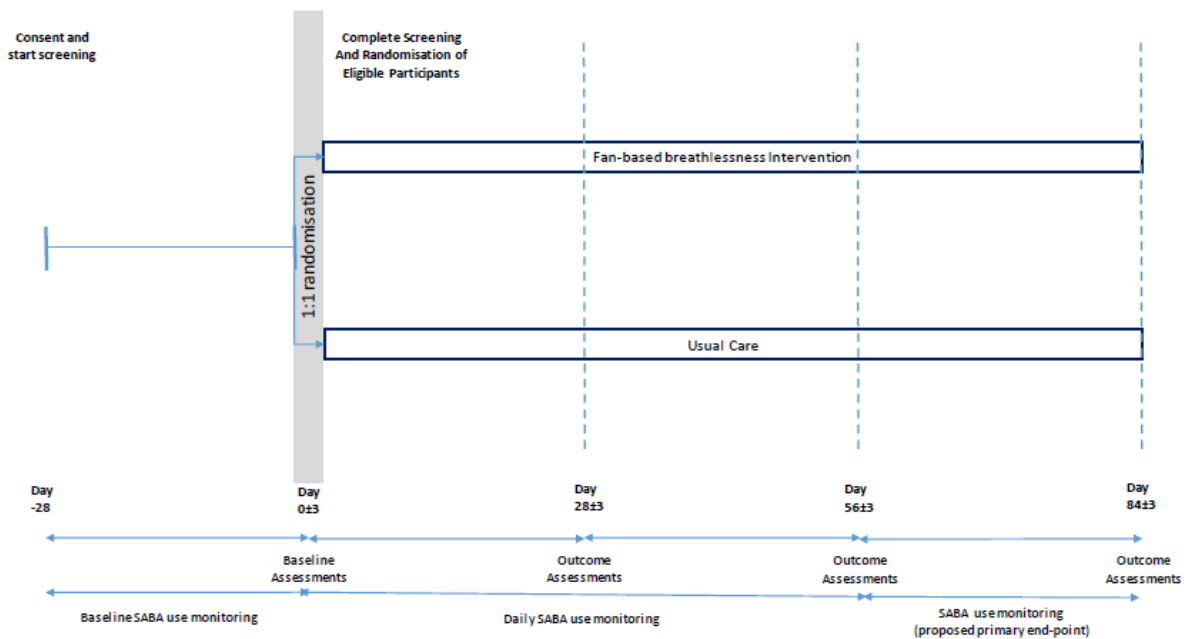 Consent and
start screening
Complete Screening
And Randomisation of
Eligible Participants
Fan-based breathlessness Intervention
1:1 randomisation
Usual Care
Day
-28
Day
0±3
Day
28±3
Day
56±3
Day
84±3
Baseline
Assessments
Outcome
Assessments
Outcome
Assessments
Outcome
Assessments
Baseline SABA use monitoring
Daily SABA use monitoring
SABA use monitoring
(proposed primary end-point)